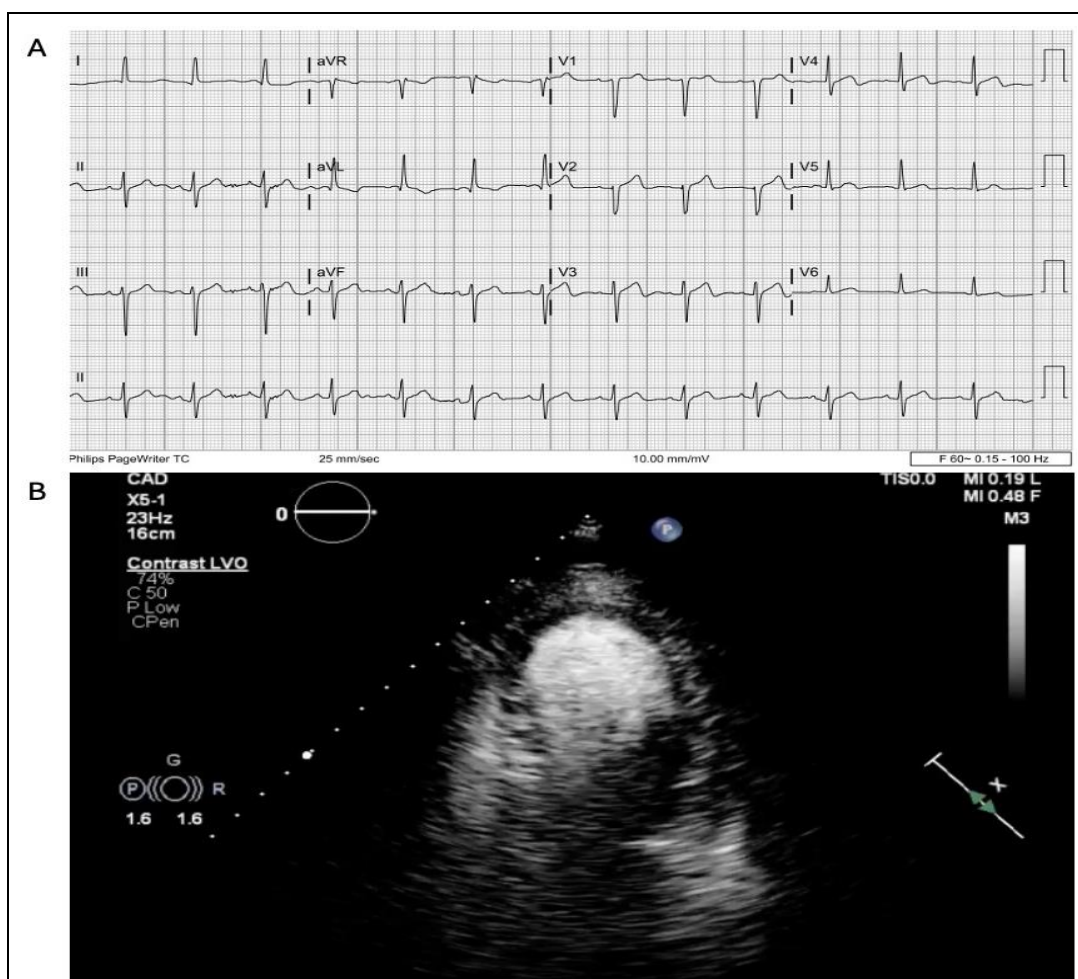 A
I aVR V1 V4
II aVL V2 V5
III aVF V3 V6
II
Philips PageWriter TC 25 mm/sec 10.00 mm/mV F 60~ 0.15 - 100 Hz
B
CAD TIS0.0 MI 0.19 L
X5-1 MI 0.48 F
23Hz 0 P M3
16cm
Contrast LVO
74%
C 50
P Low
CPen
G
P R
1.6 1.6
X